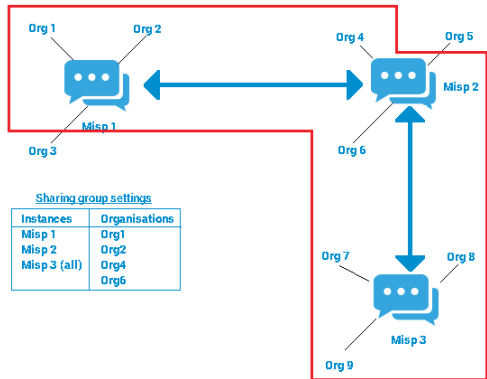 Org 1
Org 2
Misp 1
Org 3
Org 4
Org 5
Misp 2
Org 6
Sharing group settings
Instances Organisations
Misp 1 Org1
Misp 2 Org2
Misp 3 (all) Org4
Org6
Org 7
Org 8
Misp 3
Org 9